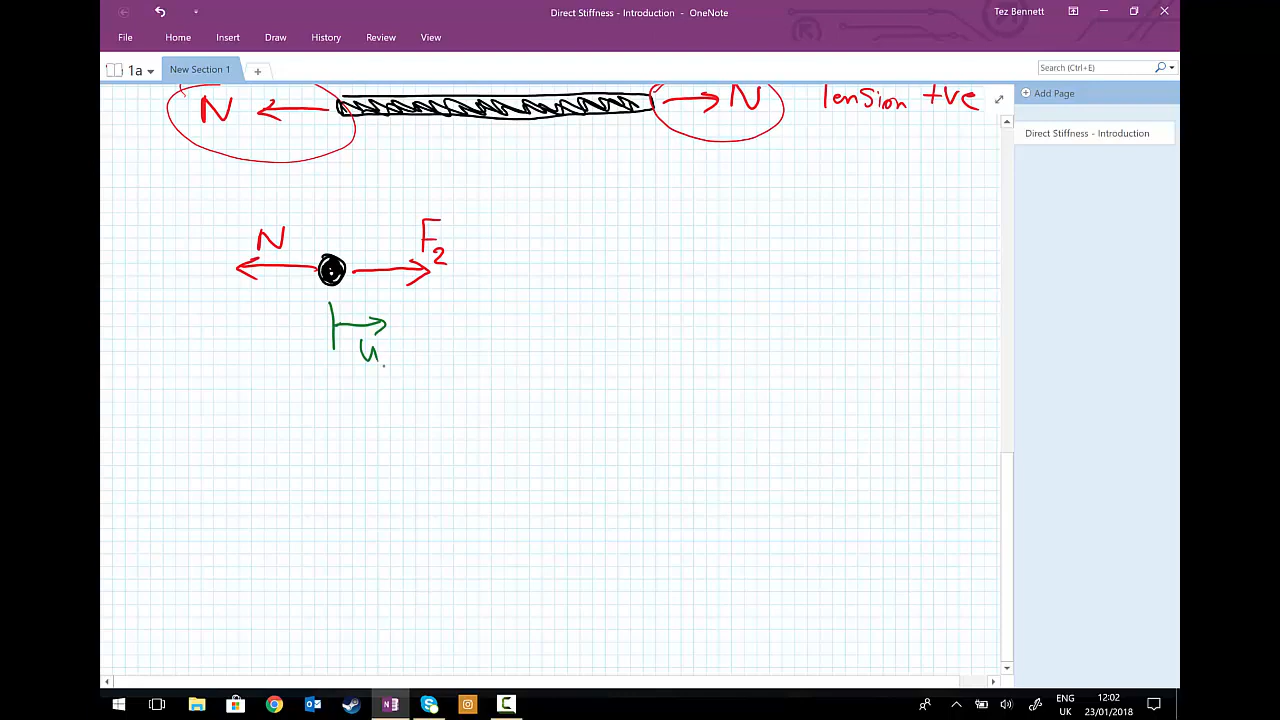 Direct Stiffness - Introduction - OneNote
Tez Bennett
File Home Insert Draw History Review View
1a New Section 1
Search (Ctrl+E)
Add Page
Direct Stiffness - Introduction
N N Tension +ve
N F2
u
ENG 12:02
UK 23/01/2018